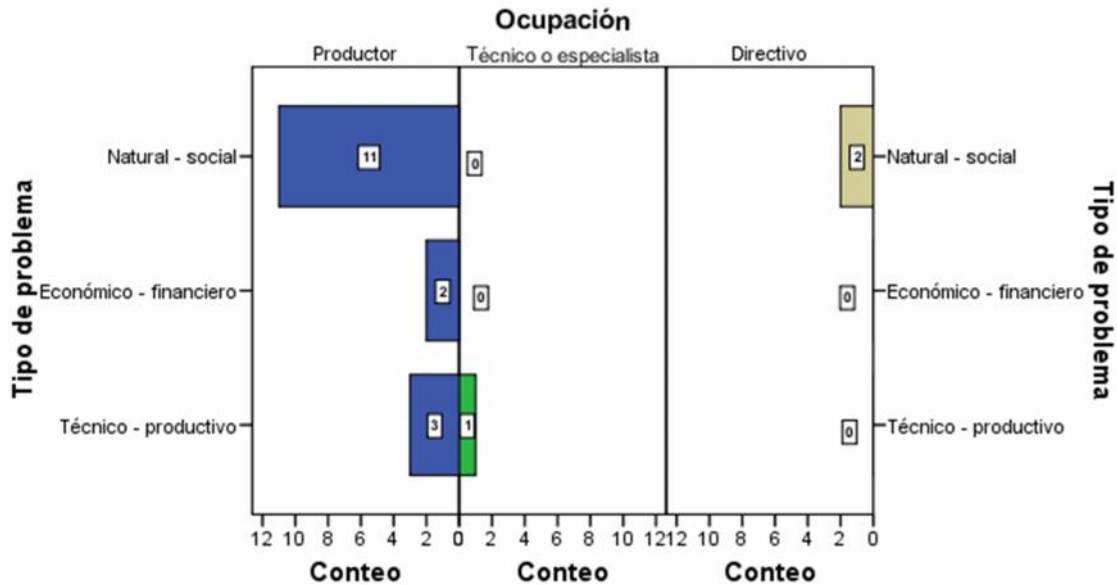 Ocupación
Productor
Técnico o especialista
Directivo
Tipo de problema
Natural - social
11
0
2
Natural - social
Económico - financiero
2
0
0
Económico - financiero
Técnico - productivo
3
1
0
Técnico - productivo
Tipo de problema
12 10 8 6 4 2 0 2 4 6 8 10 12 12 10 8 6 4 2 0
Conteo
Conteo
Conteo